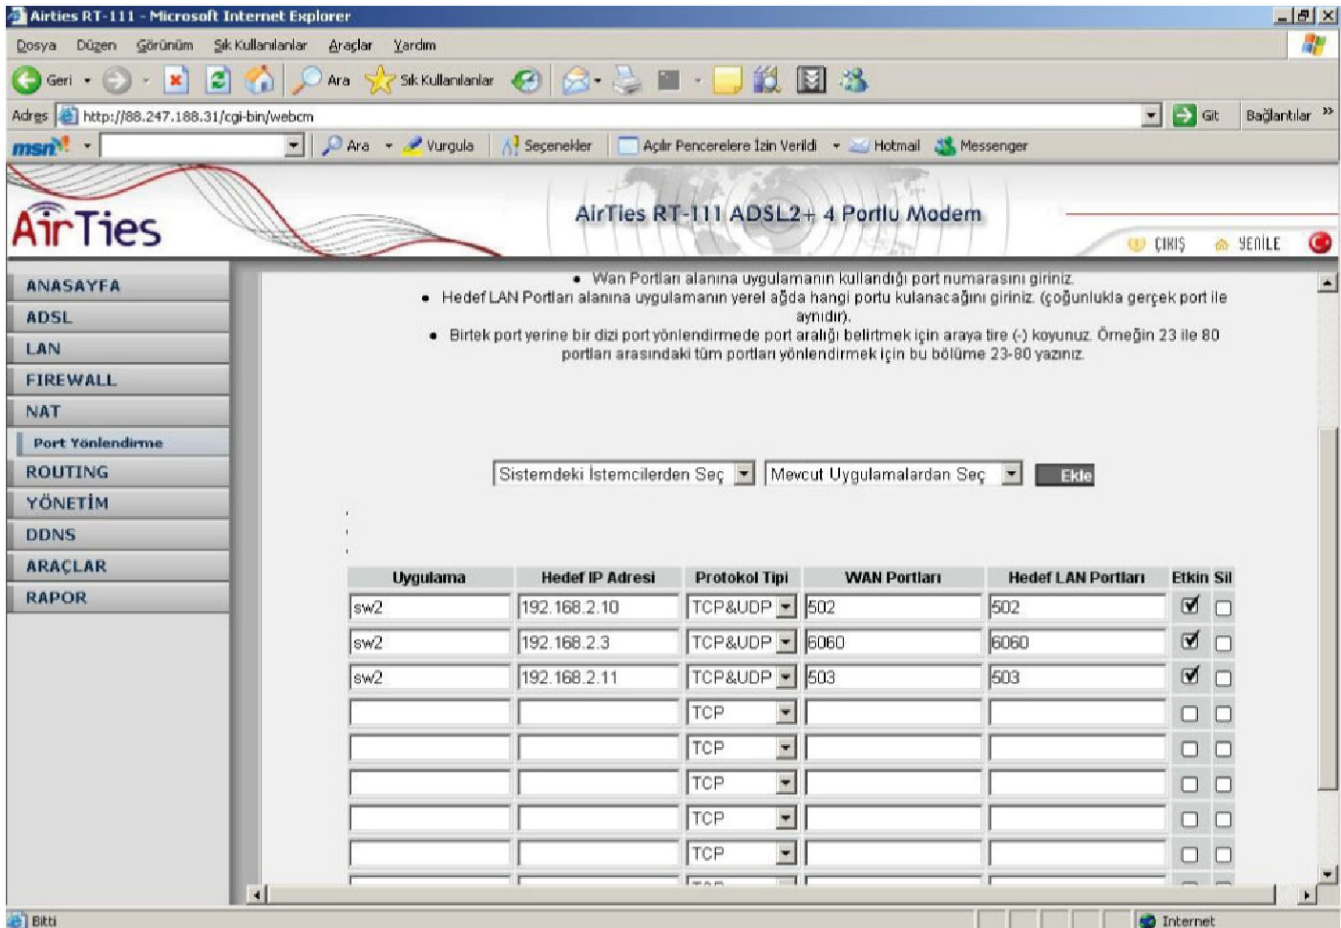 Airties RT-111 - Microsoft Internet Explorer
Dosya Düzen Görünüm Sık Kullanılanlar Araçlar Yardım
Geri Ara Sık Kullanılanlar
Adres http://88.247.188.31/cgi-bin/webcm Git Bağlantılar »
msn Ara Vurgula Seçenekler Açılır Pencerelere İzin Verildi Hotmail Messenger
AirTies
AirTies RT-111 ADSL2+ 4 Portlu Modem
ÇIKIŞ YENİLE
ANASAYFA
ADSL
LAN
FIREWALL
NAT
Port Yönlendirme
ROUTING
YÖNETİM
DDNS
ARAÇLAR
RAPOR
• Wan Portları alanına uygulamanın kullandığı port numarasını giriniz.
• Hedef LAN Portları alanına uygulamanın yerel ağda hangi portu kulanacağını giriniz. (çoğunlukla gerçek port ile
aynıdır).
• Birtek port yerine bir dizi port yönlendirmede port aralığı belirtmek için araya tire (-) koyunuz. Örneğin 23 ile 80
portları arasındaki tüm portları yönlendirmek için bu bölüme 23-80 yazınız.
Sistemdeki İstemcilerden Seç Mevcut Uygulamalardan Seç Ekle
Uygulama Hedef IP Adresi Protokol Tipi WAN Portları Hedef LAN Portları Etkin Sil
sw2 192.168.2.10 TCP&UDP 502 502
sw2 192.168.2.3 TCP&UDP 6060 6060
sw2 192.168.2.11 TCP&UDP 503 503
TCP
TCP
TCP
TCP
TCP
Bitti Internet